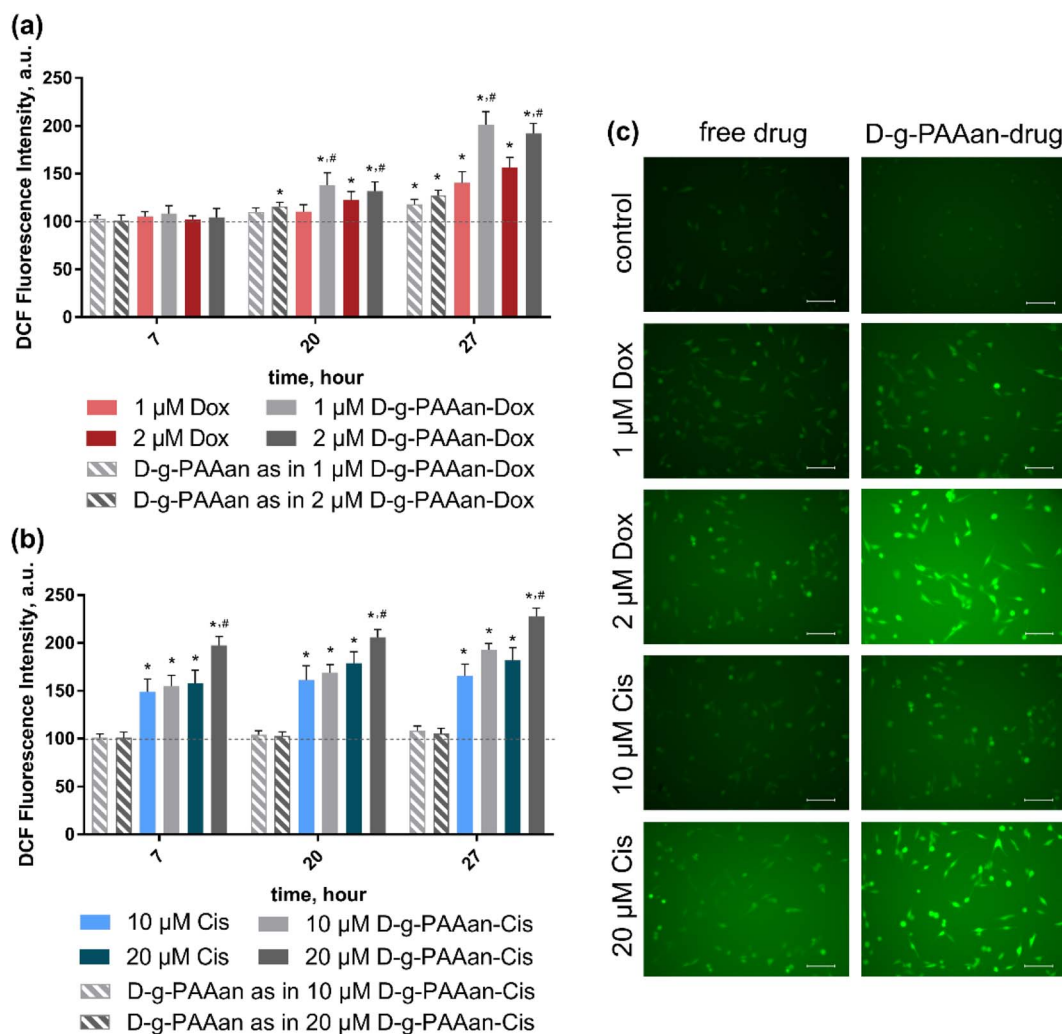 (a)
DCF Fluorescence Intensity, a.u.
250
200
150
100
50
0
*
*,#
*
*,#
*
*
*
*,#
*
*,#
7
20
27
time, hour
1 µM Dox
1 µM D-g-PAAan-Dox
2 µM Dox
2 µM D-g-PAAan-Dox
D-g-PAAan as in 1 µM D-g-PAAan-Dox
D-g-PAAan as in 2 µM D-g-PAAan-Dox
(b)
DCF Fluorescence Intensity, a.u.
250
200
150
100
50
0
*
*
*
*,#
*
*
*
*,#
*
*
*
*,#
7
20
27
time, hour
10 µM Cis
10 µM D-g-PAAan-Cis
20 µM Cis
20 µM D-g-PAAan-Cis
D-g-PAAan as in 10 µM D-g-PAAan-Cis
D-g-PAAan as in 20 µM D-g-PAAan-Cis
(c)
free drug
D-g-PAAan-drug
control
1 µM Dox
2 µM Dox
10 µM Cis
20 µM Cis